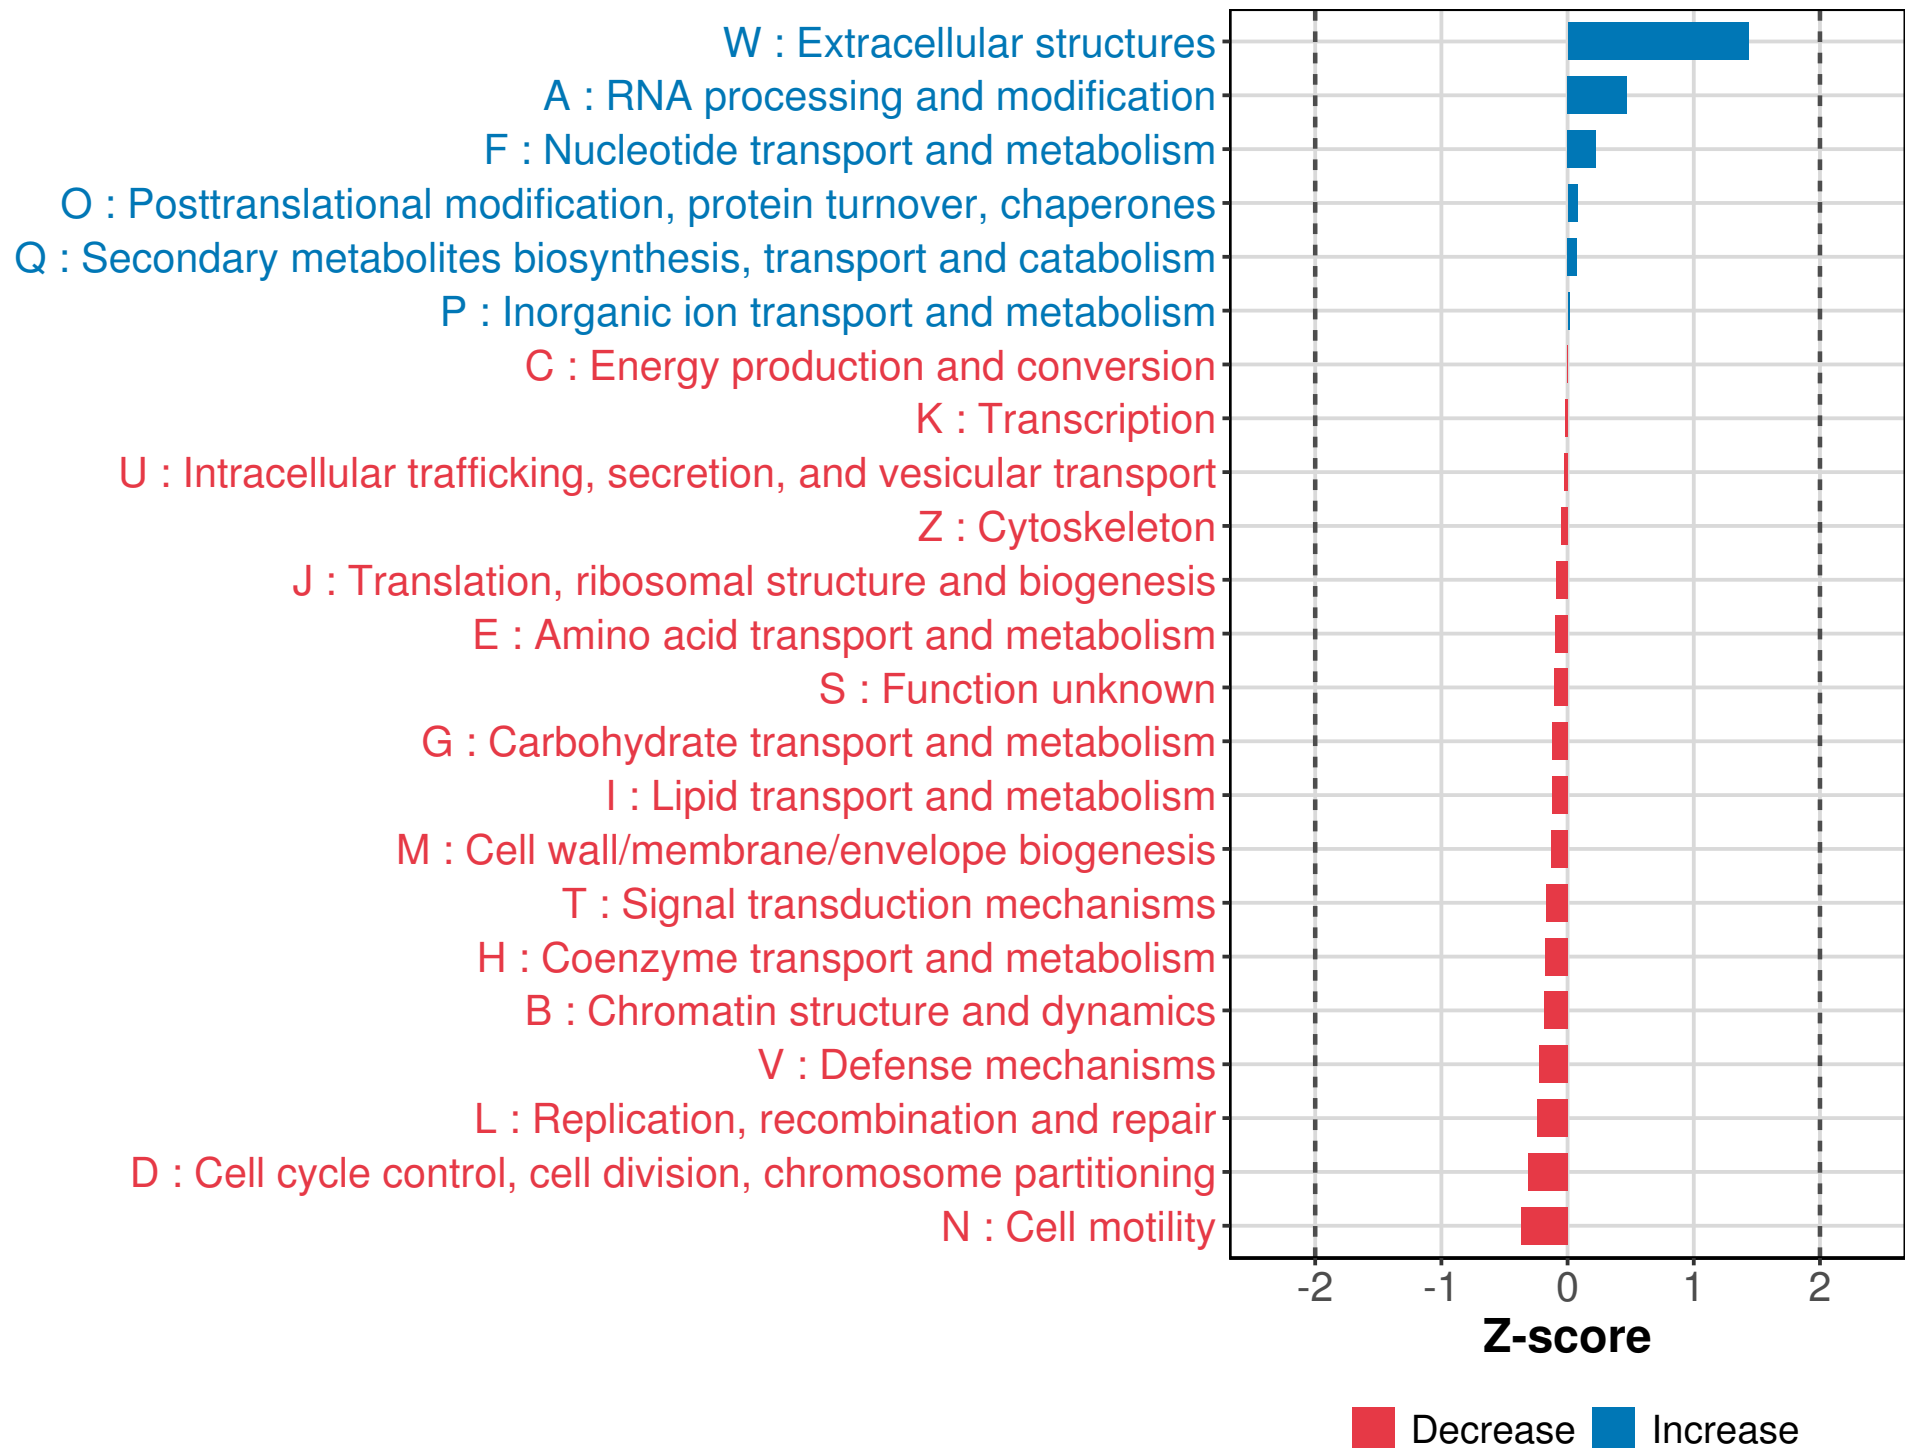 W : Extracellular structures
A : RNA processing and modification
F : Nucleotide transport and metabolism
O : Posttranslational modification, protein turnover, chaperones
Q : Secondary metabolites biosynthesis, transport and catabolism
P : Inorganic ion transport and metabolism
C : Energy production and conversion
K : Transcription
U : Intracellular trafficking, secretion, and vesicular transport
Z : Cytoskeleton
J : Translation, ribosomal structure and biogenesis
E : Amino acid transport and metabolism
S : Function unknown
G : Carbohydrate transport and metabolism
I : Lipid transport and metabolism
M : Cell wall/membrane/envelope biogenesis
T : Signal transduction mechanisms
H : Coenzyme transport and metabolism
B : Chromatin structure and dynamics
V : Defense mechanisms
L : Replication, recombination and repair
D : Cell cycle control, cell division, chromosome partitioning
N : Cell motility
-2 -1 0 1 2
Z-score
Decrease Increase